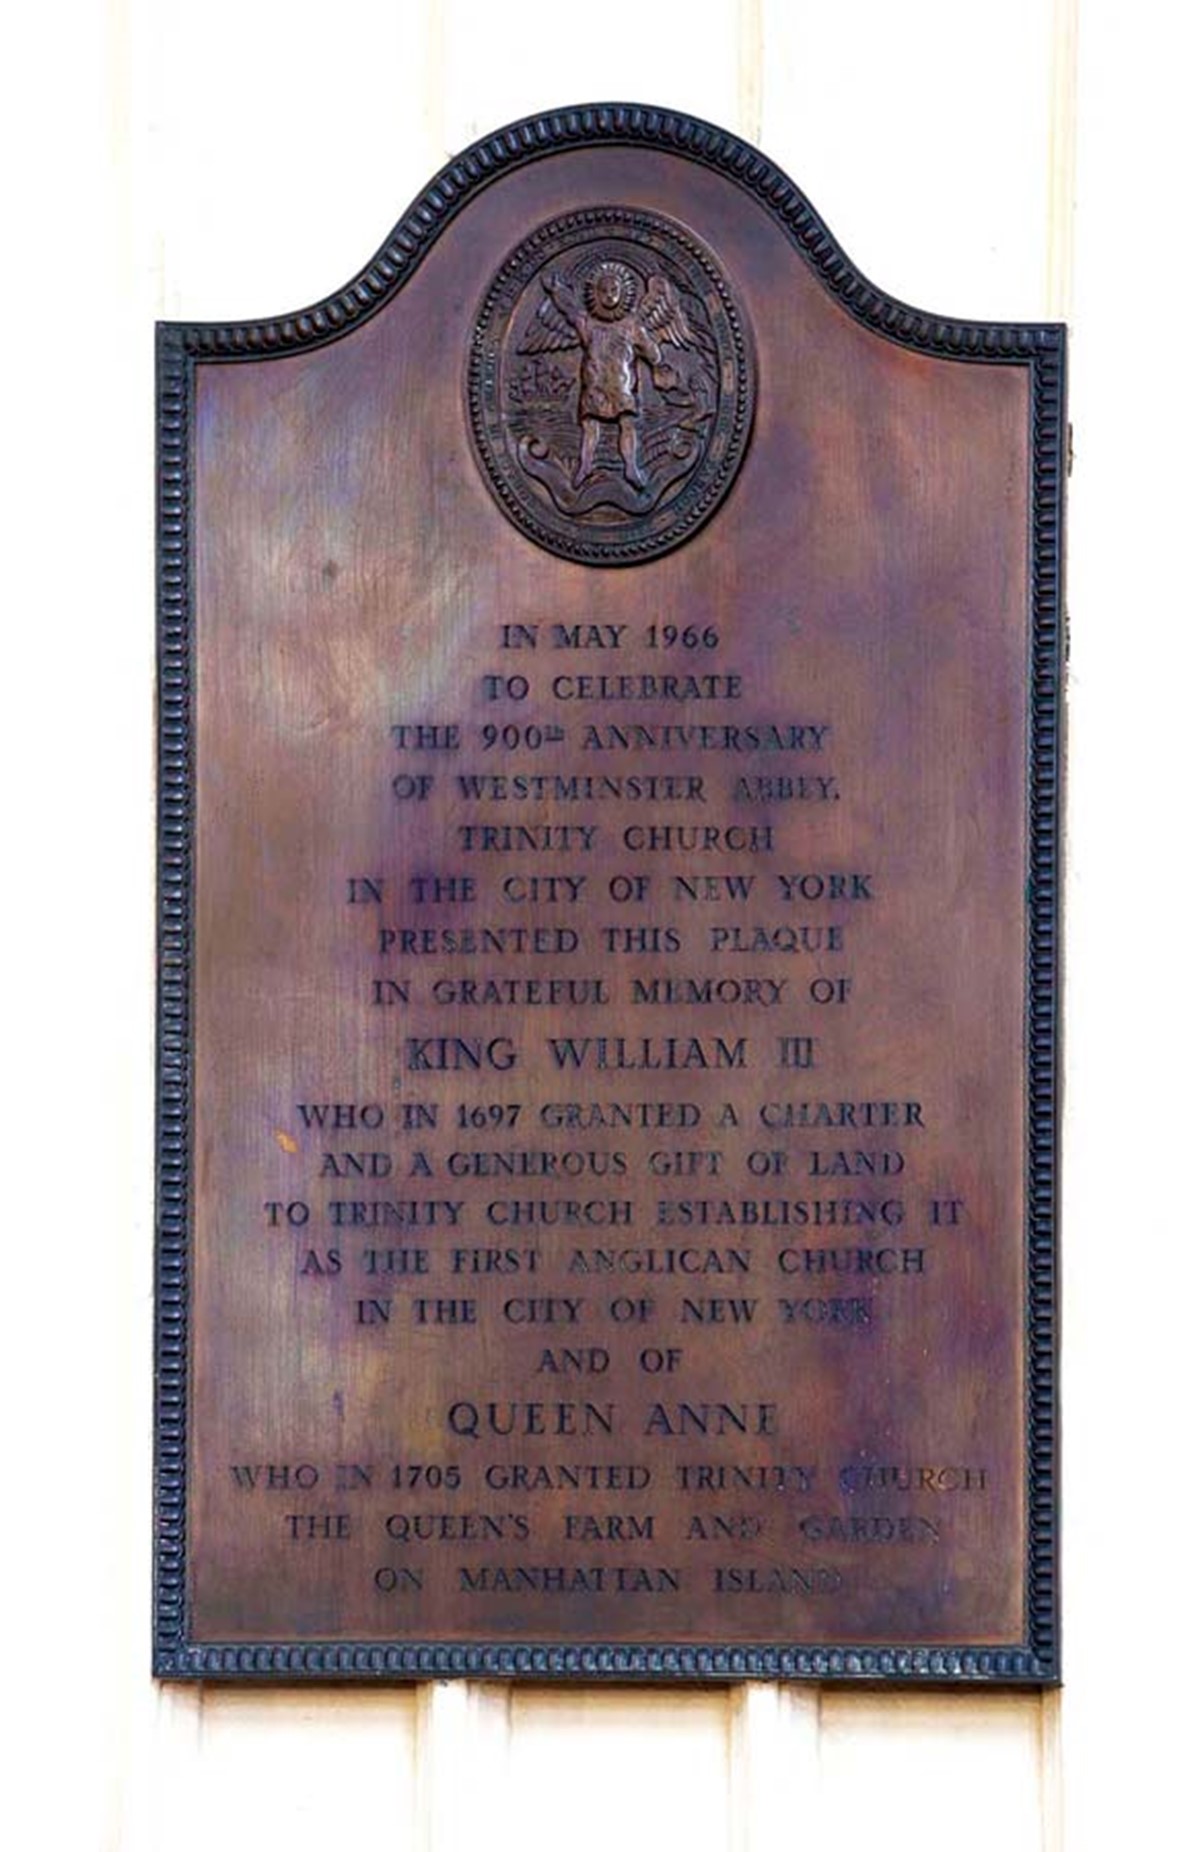 IN MAY 1966
TO CELEBRATE
THE 900th ANNIVERSARY
OF WESTMINSTER ABBEY.
TRINITY CHURCH
IN THE CITY OF NEW YORK
PRESENTED THIS PLAQUE
IN GRATEFUL MEMORY OF
KING WILLIAM III
WHO IN 1697 GRANTED A CHARTER
AND A GENEROUS GIFT OF LAND
TO TRINITY CHURCH ESTABLISHING IT
AS THE FIRST ANGLICAN CHURCH
IN THE CITY OF NEW YORK
AND OF
QUEEN ANNE
WHO IN 1705 GRANTED TRINITY CHURCH
THE QUEEN'S FARM AND GARDEN
ON MANHATTAN ISLAND